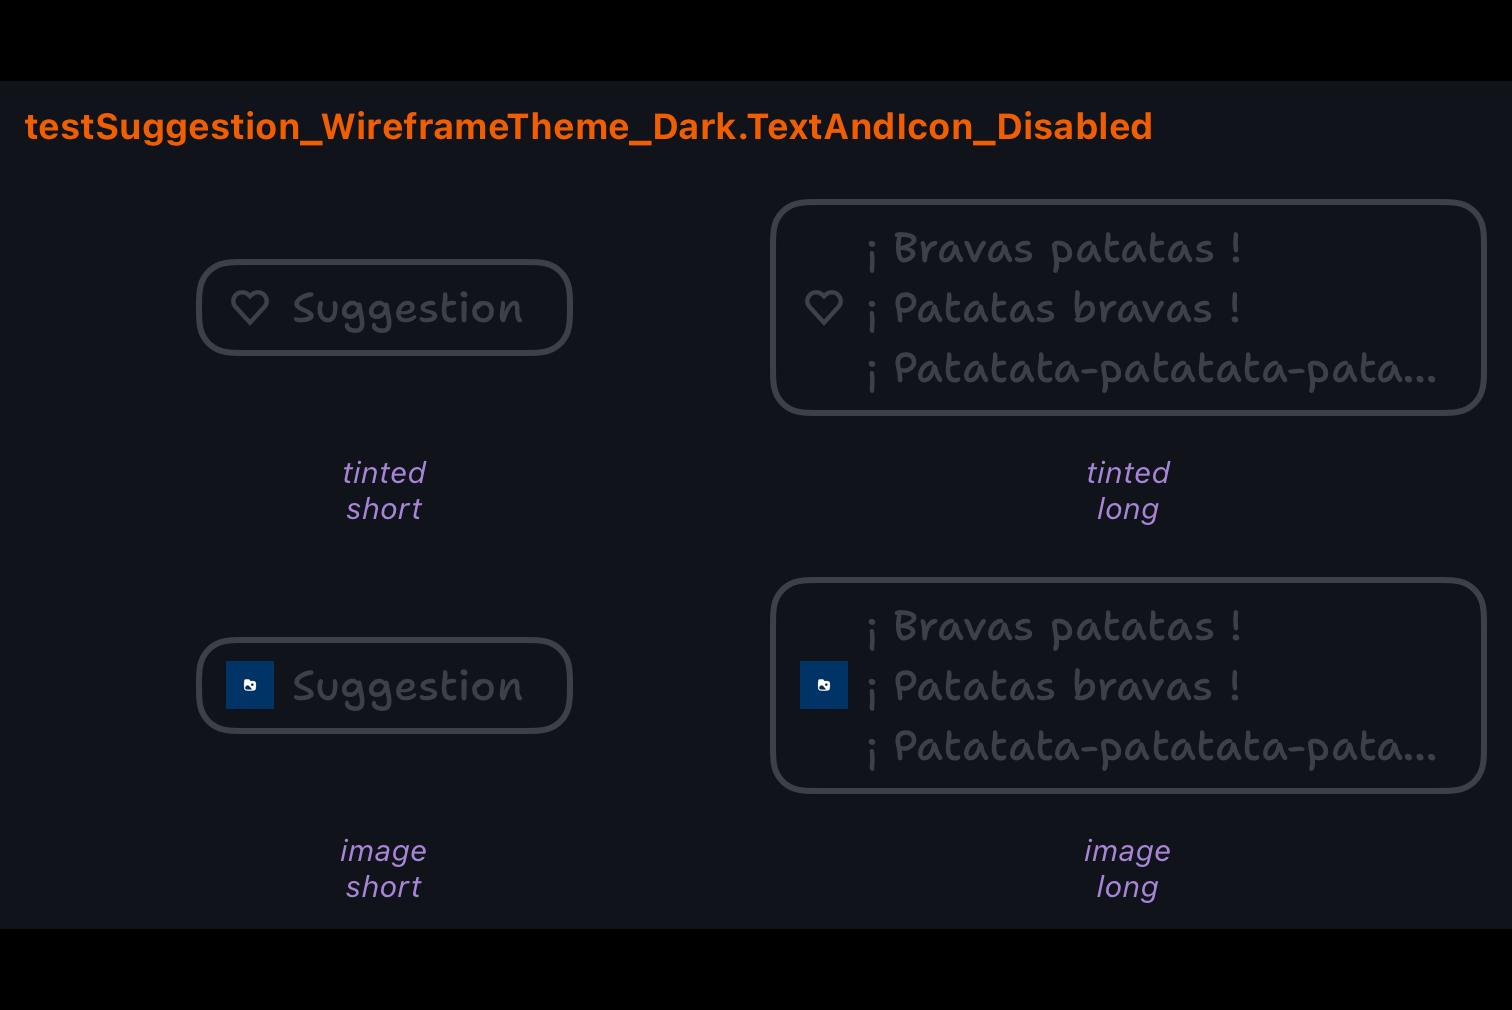 testSuggestion_WireframeTheme_Dark.TextAndIcon_Disabled
Suggestion
¡ Bravas patatas !
¡ Patatas bravas !
¡ Patatata-patatata-pata...
tinted
short
tinted
long
Suggestion
¡ Bravas patatas !
¡ Patatas bravas !
¡ Patatata-patatata-pata...
image
short
image
long